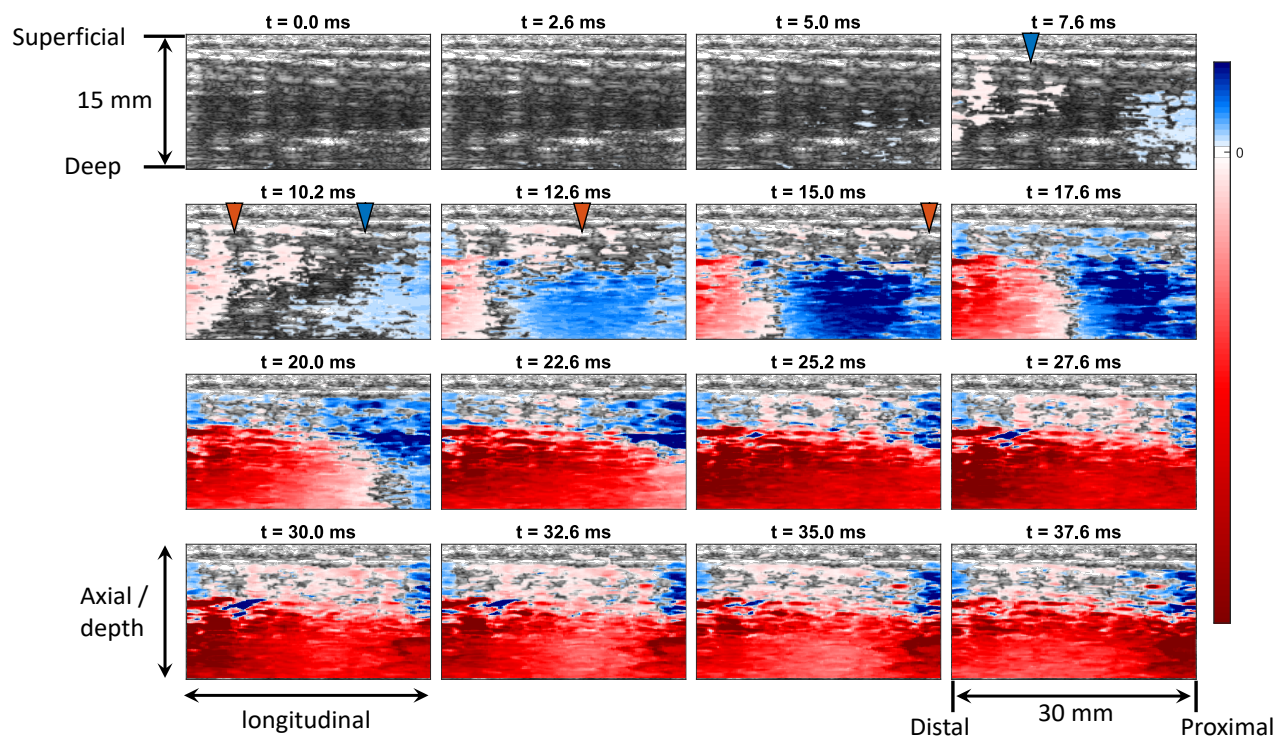 t = 0.0 ms
t = 2.6 ms
t = 5.0 ms
t = 7.6 ms
Superficial
15 mm
Deep
0
t = 10.2 ms
t = 12.6 ms
t = 15.0 ms
t = 17.6 ms
t = 20.0 ms
t = 22.6 ms
t = 25.2 ms
t = 27.6 ms
t = 30.0 ms
t = 32.6 ms
t = 35.0 ms
t = 37.6 ms
Axial /
depth
longitudinal
Distal
30 mm
Proximal